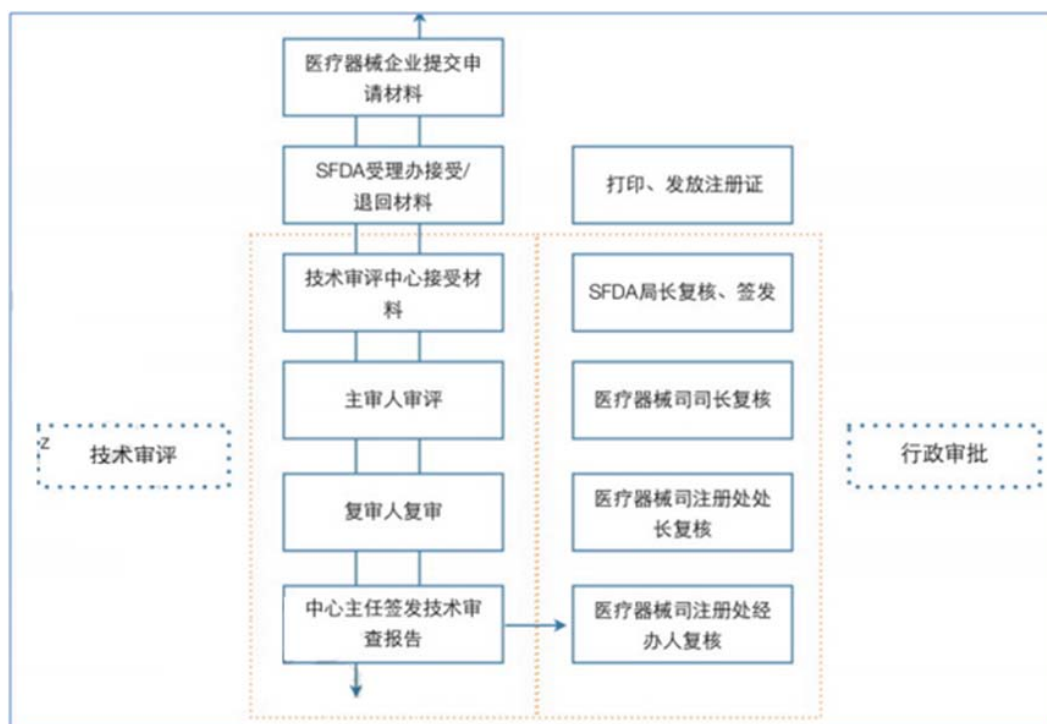 医疗器械企业提交申
请材料
SFDA受理办接受/
退回材料
打印、发放注册证
技术审评中心接受材
料
SFDA局长复核、签发
主审人审评
医疗器械司司长复核
z
技术审评
行政审批
复审人复审
医疗器械司注册处处
长复核
中心主任签发技术审
查报告
医疗器械司注册处经
办人复核